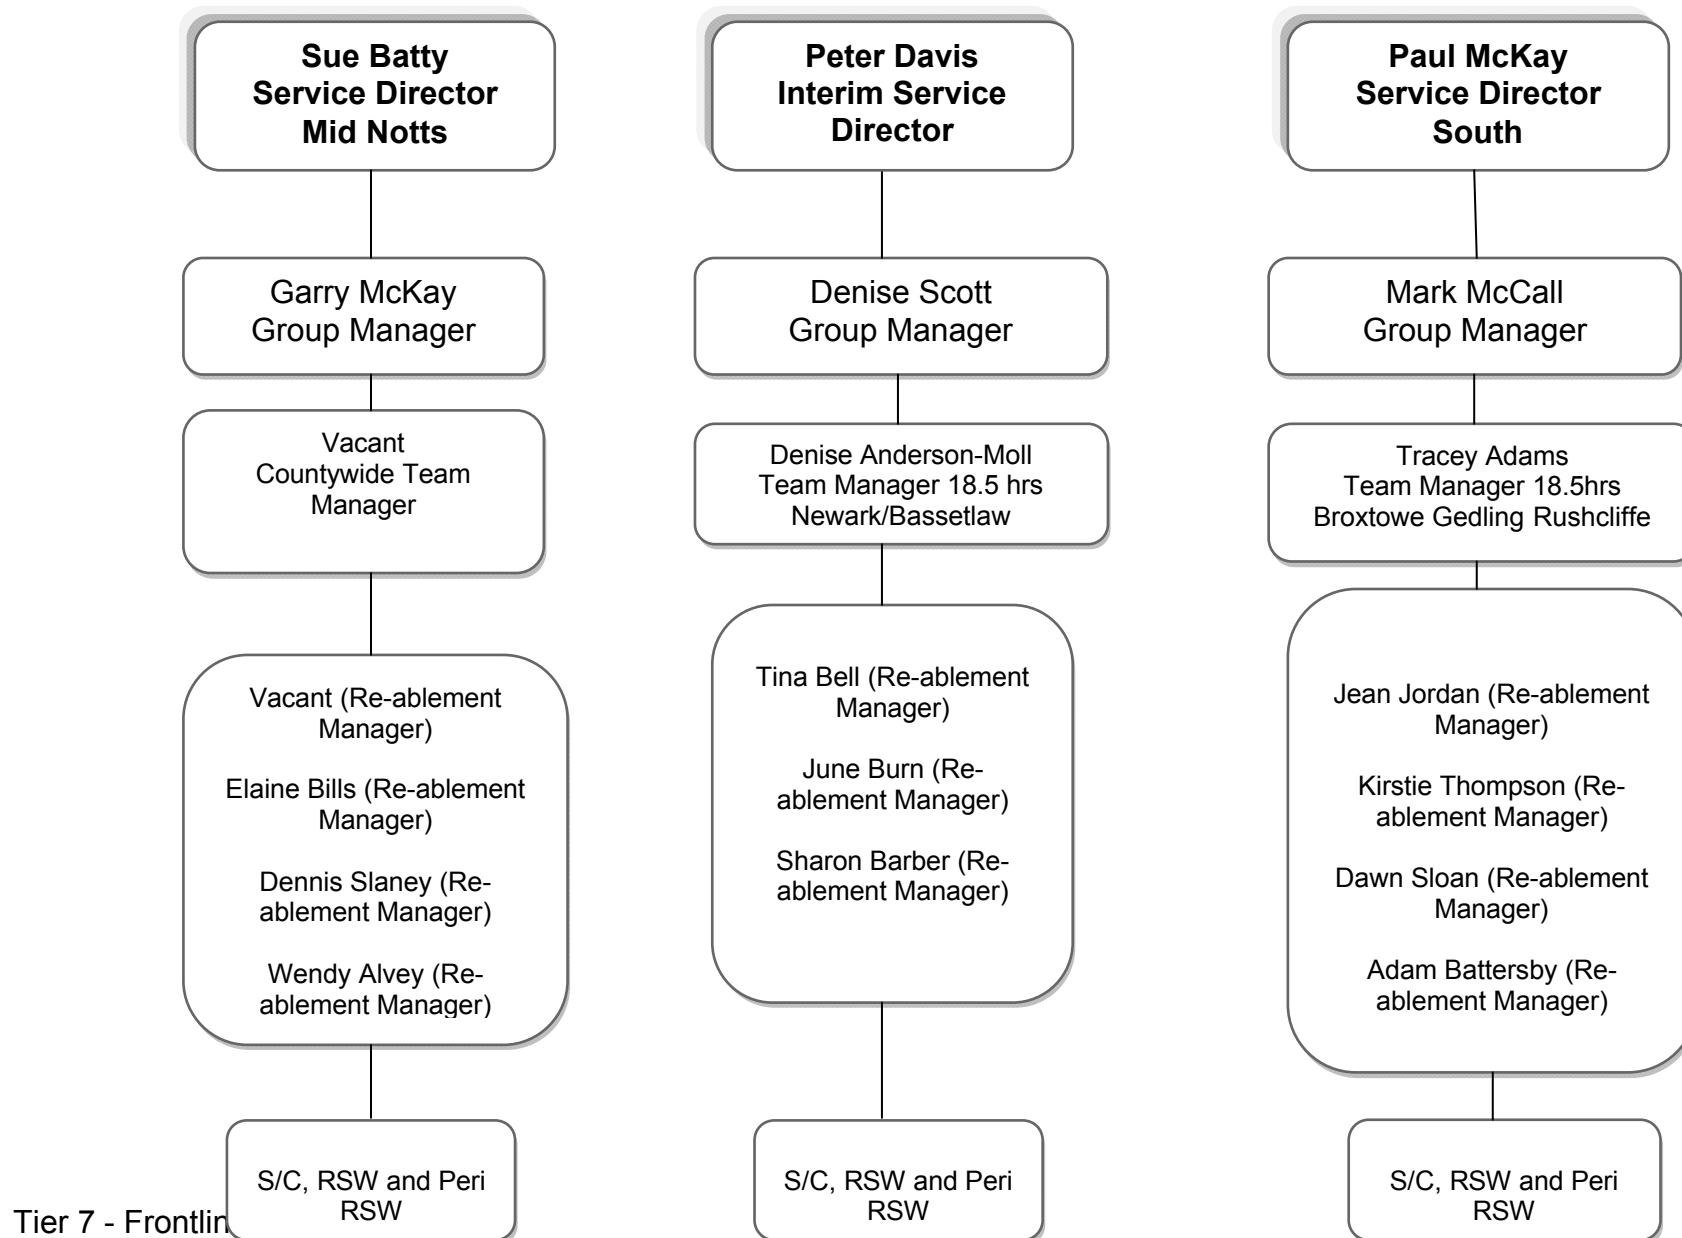 Sue Batty
Service Director
Mid Notts
Garry McKay
Group Manager
Vacant
Countywide Team
Manager
Vacant (Re-ablement
Manager)
Elaine Bills (Re-ablement
Manager)
Dennis Slaney (Re-
ablement Manager)
Wendy Alvey (Re-
ablement Manager)
S/C, RSW and Peri
RSW
Peter Davis
Interim Service
Director
Denise Scott
Group Manager
Denise Anderson-Moll
Team Manager 18.5 hrs
Newark/Bassetlaw
Tina Bell (Re-ablement
Manager)
June Burn (Re-
ablement Manager)
Sharon Barber (Re-
ablement Manager)
S/C, RSW and Peri
RSW
Paul McKay
Service Director
South
Mark McCall
Group Manager
Tracey Adams
Team Manager 18.5hrs
Broxtowe Gedling Rushcliffe
Jean Jordan (Re-ablement
Manager)
Kirstie Thompson (Re-
ablement Manager)
Dawn Sloan (Re-ablement
Manager)
Adam Battersby (Re-
ablement Manager)
S/C, RSW and Peri
RSW
Tier 7 - Frontlin